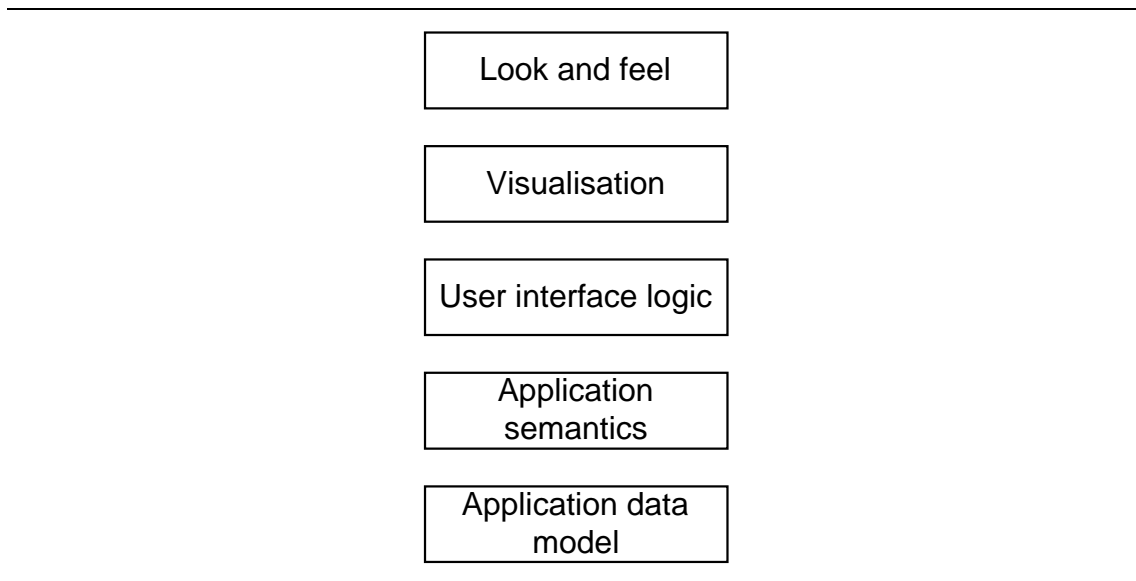 Look and feel
Visualisation
User interface logic
Application
semantics
Application data
model